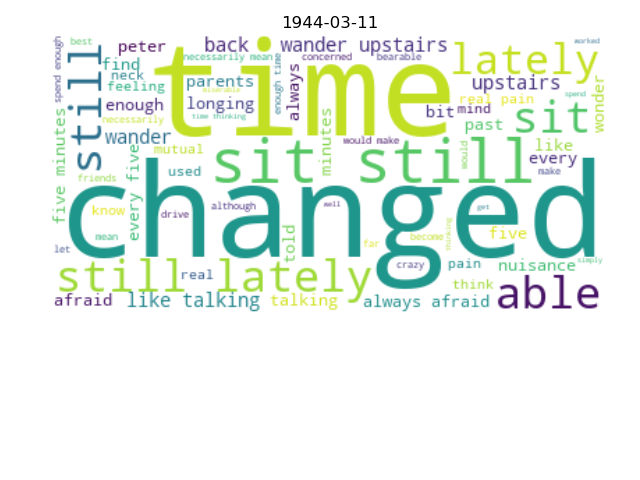 1944-03-11
best
peter
back
wander upstairs
worked
spend enough
still
find
neck
feeling
necessarily mean
parents
miserable
longing
time thinking
time
enough time
always
concerned
bearable
lately
upstairs
real pain
mind
bit
past
sit
wonder
enough
necessarily
wander
five minutes
every five
mutual
used
friends
sit still
minutes
would make
would
like
every
make
spend
changed
know
mean
drive
although
well
told
far
become
thinking
get
five
let
crazy
pain
nuisance
simply
still lately
real
think
afraid
like talking
talking
always afraid
able